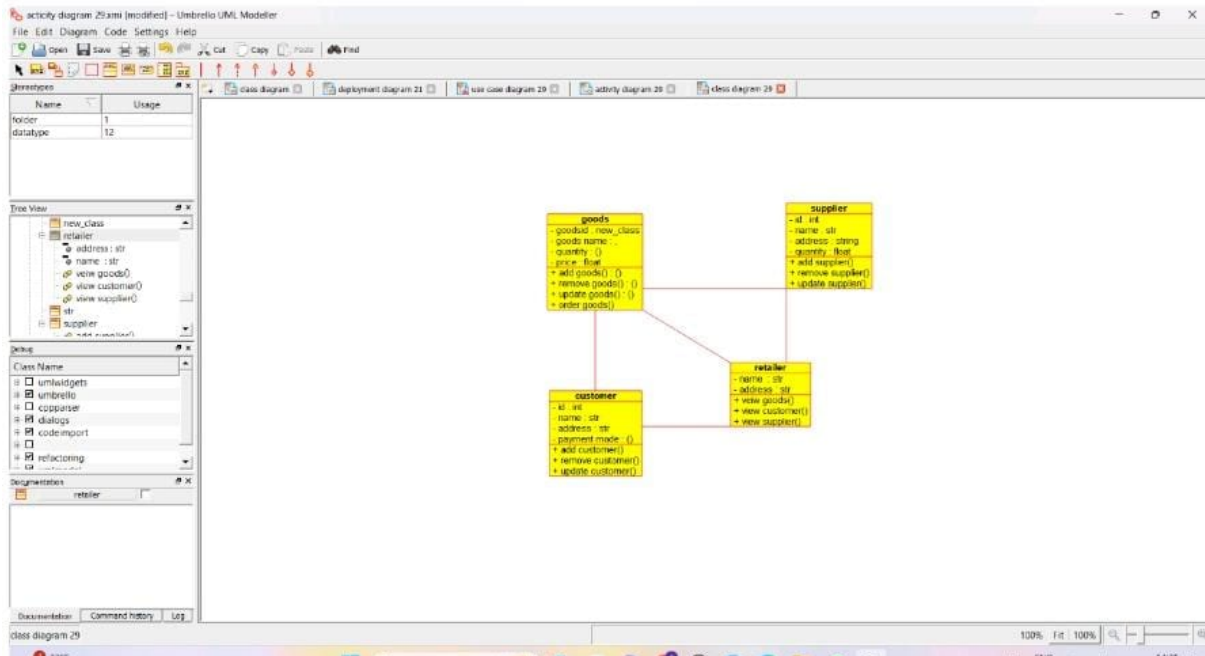 acticity diagram 29.xmi [modified] – Umbrello UML Modeller
File Edit Diagram Code Settings Help
Open Save Cut Copy Paste Find
Stereotypes
class diagram deployment diagram 21 use case diagram 29 activity diagram 29 class diagram 29
Name Usage
folder 1
datatype 12
Tree View
new_class
retailer
address : str
name : str
veiw goods()
view customer()
view supplier()
str
supplier
add supplier()
Debug
Class Name
umlwidgets
umbrello
cppparser
dialogs
codeimport
refactoring
umlmodel
Documentation
retailer
Documentation Command history Log
class diagram 29
100% Fit 100%
goods
- goodsid : new_class
- goods name : .
- quantity : ()
- price : float
+ add goods() : ()
+ remove goods() : ()
+ update goods() : ()
+ order goods()
supplier
- id : int
- name : str
- address : string
- quantity : float
+ add supplier()
+ remove supplier()
+ update supplier()
customer
- id : int
- name : str
- address : str
- payment mode : ()
+ add customer()
+ remove customer()
+ update customer()
retailer
- name : str
- address : str
+ veiw goods()
+ view customer()
+ view supplier()